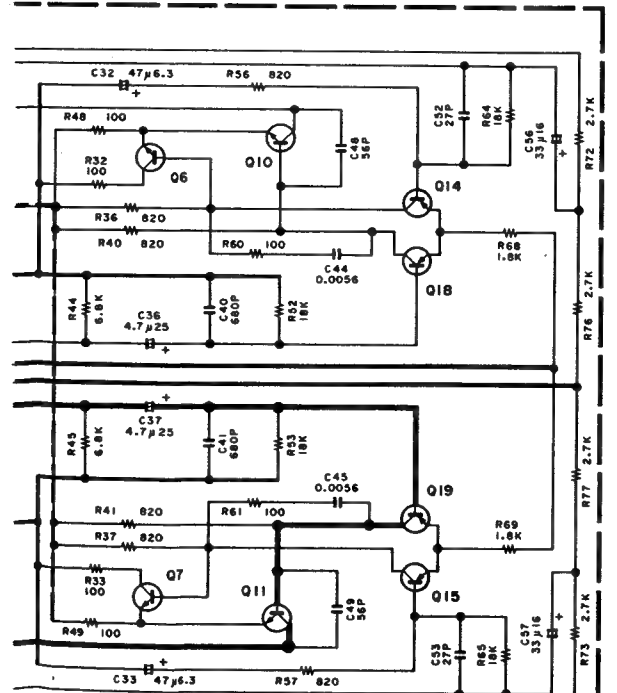 C32 47µ6.3
R56 820
R48 100
R32
100
Q6
Q10
C48
56P
C52
27P
R64
18K
C56
33µ16
2.7K
R72
Q14
R36 820
R40 820
R60 100
C44
0.0056
R68
1.8K
Q18
R44
6.8K
C36
4.7µ25
C40
680P
R52
18K
2.7K
R76
R45
6.8K
C37
4.7µ25
C41
680P
R53
18K
2.7K
R77
C45
0.0056
R61 100
Q19
R41 820
R37 820
R69
1.8K
R33
100
Q7
Q11
C49
56P
Q15
R49 100
C53
27P
R65
18K
C57
33µ16
2.7K
R73
C33 47µ6.3
R57 820